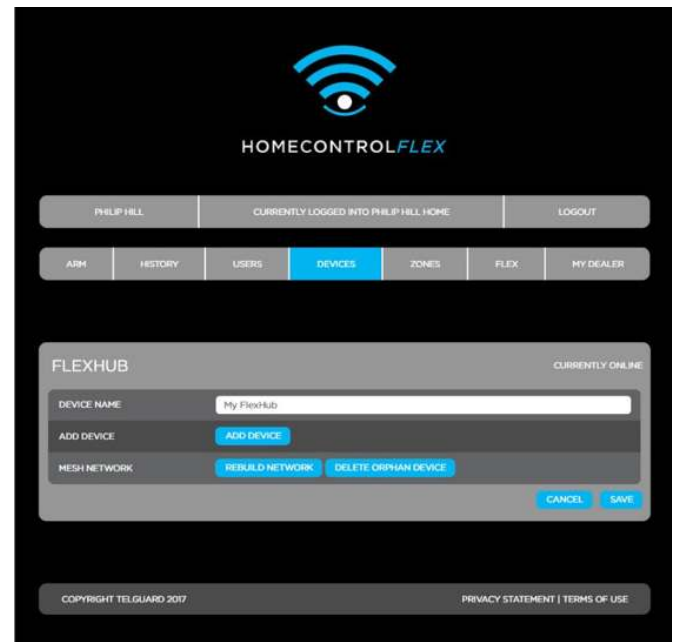 HOMECONTROLFLEX
PHILIP HILL CURRENTLY LOGGED INTO PHILIP HILL HOME LOGOUT
ARM HISTORY USERS DEVICES ZONES FLEX MY DEALER
FLEXHUB CURRENTLY ONLINE
DEVICE NAME My FlexHub
ADD DEVICE ADD DEVICE
MESH NETWORK REBUILD NETWORK DELETE ORPHAN DEVICE
CANCEL SAVE
COPYRIGHT TELGUARD 2017 PRIVACY STATEMENT | TERMS OF USE